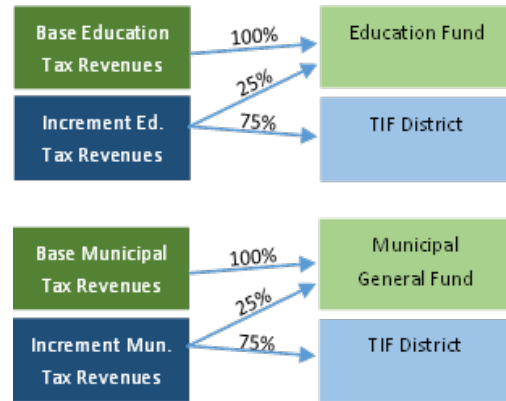 Base Education
Tax Revenues
100%
Education Fund
25%
Increment Ed.
Tax Revenues
75%
TIF District
Base Municipal
Tax Revenues
100%
Municipal
General Fund
25%
Increment Mun.
Tax Revenues
75%
TIF District